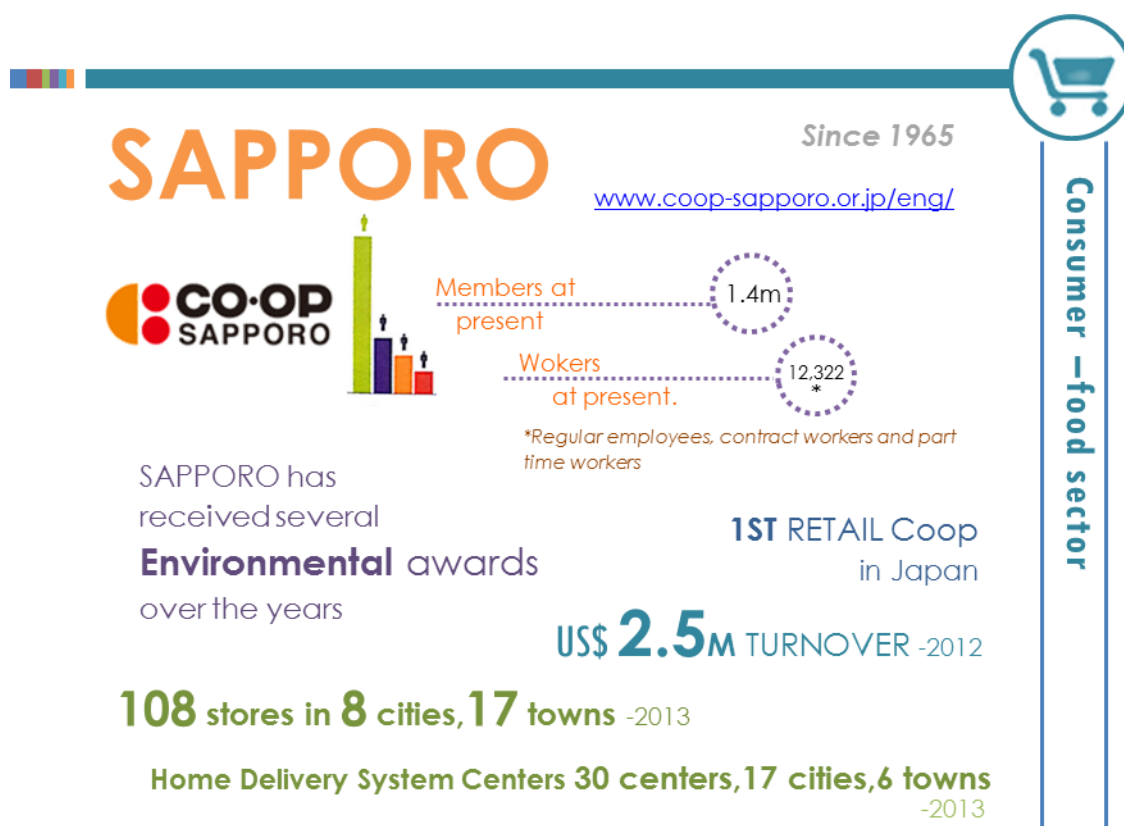 SAPPORO
Since 1965
www.coop-sapporo.or.jp/eng/
CO·OP
SAPPORO
Members at
present
1.4m
Wokers
at present.
12,322
*
*Regular employees, contract workers and part
time workers
SAPPORO has
received several
Environmental awards
over the years
1ST RETAIL Coop
in Japan
US$ 2.5M TURNOVER -2012
108 stores in 8 cities,17 towns -2013
Home Delivery System Centers 30 centers,17 cities,6 towns
-2013
Consumer –food sector